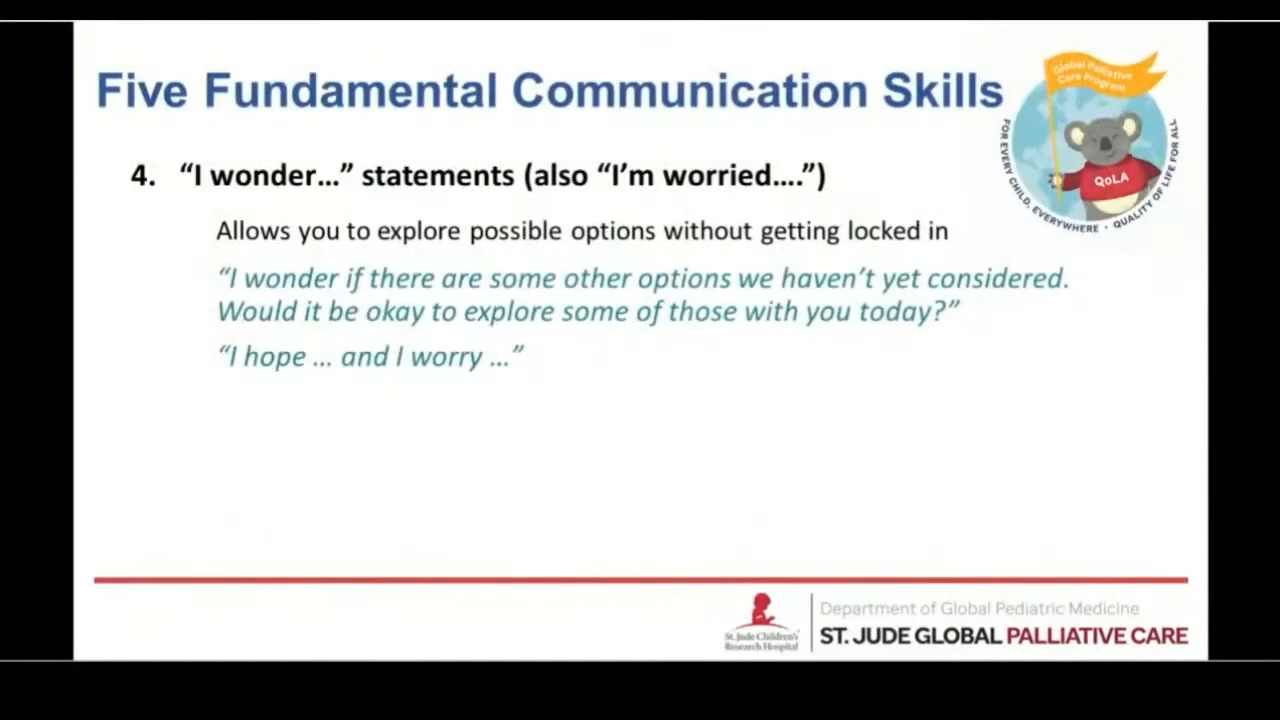 Five Fundamental Communication Skills
Global Palliative
Care Program
QoLA
FOR EVERY CHILD, EVERYWHERE • QUALITY OF LIFE FOR ALL
4. “I wonder…” statements (also “I’m worried….”)
Allows you to explore possible options without getting locked in
“I wonder if there are some other options we haven’t yet considered.
Would it be okay to explore some of those with you today?”
“I hope … and I worry …”
St. Jude Children's
Research Hospital
Department of Global Pediatric Medicine
ST. JUDE GLOBAL PALLIATIVE CARE